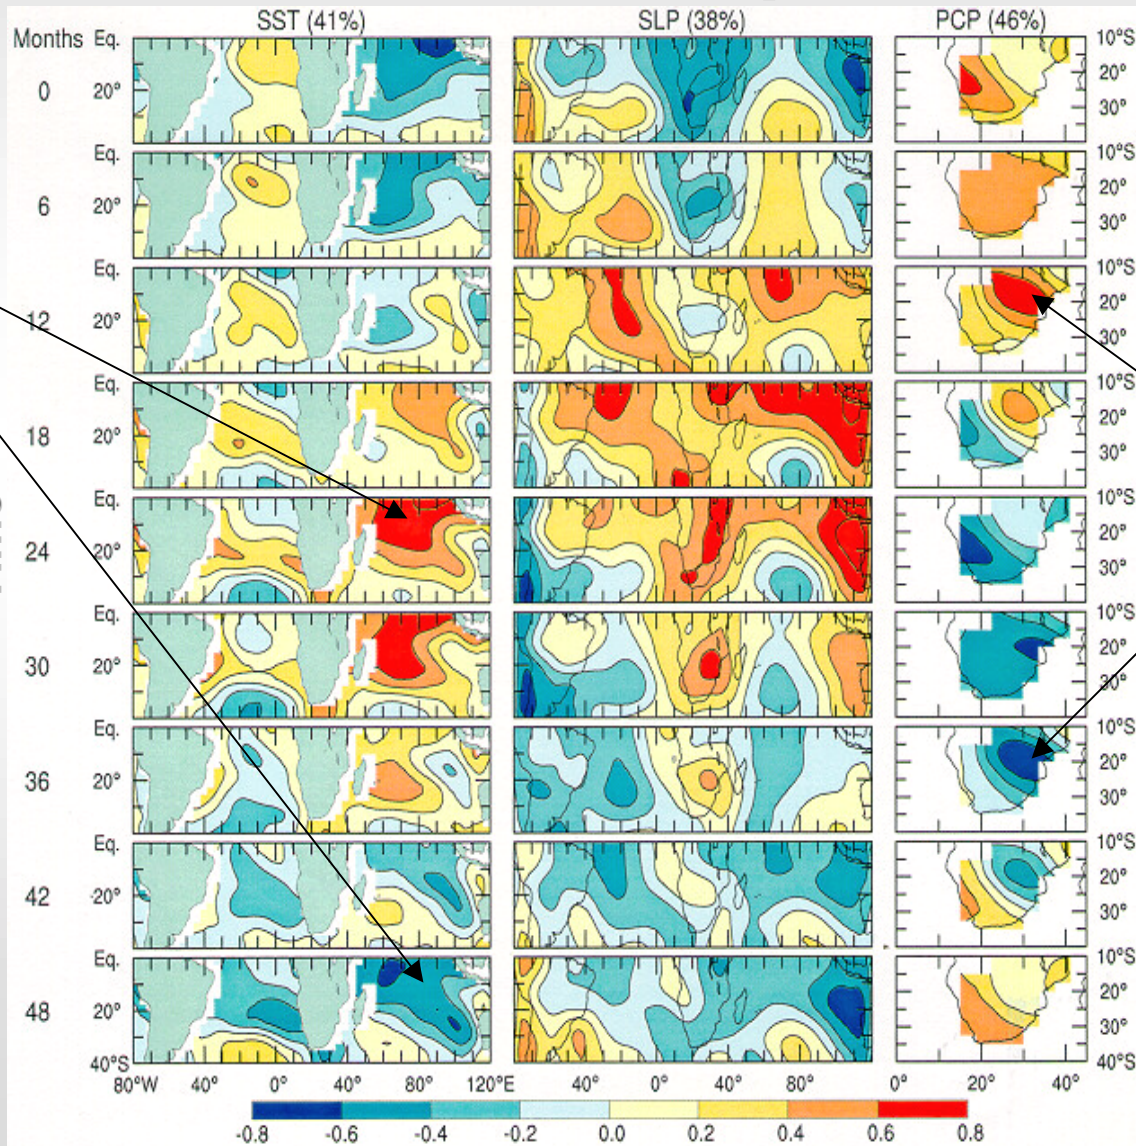 SST (41%) SLP (38%) PCP (46%)
Months Eq. 10°S
0 20° 20°
30°
Eq. 10°S
6 20° 20°
30°
Eq. 10°S
12 20° 20°
30°
Eq. 10°S
18 20° 20°
30°
Eq. 10°S
24 20° 20°
30°
Eq. 10°S
30 20° 20°
30°
Eq. 10°S
36 20° 20°
30°
Eq. 10°S
42 -20° 20°
30°
Eq. 10°S
48 20° 20°
30°
40°S 40°S
80°W 40° 0° 40° 80° 120°E 40° 0° 40° 80° 0° 20° 40°
-0.8 -0.6 -0.4 -0.2 0.0 0.2 0.4 0.6 0.8